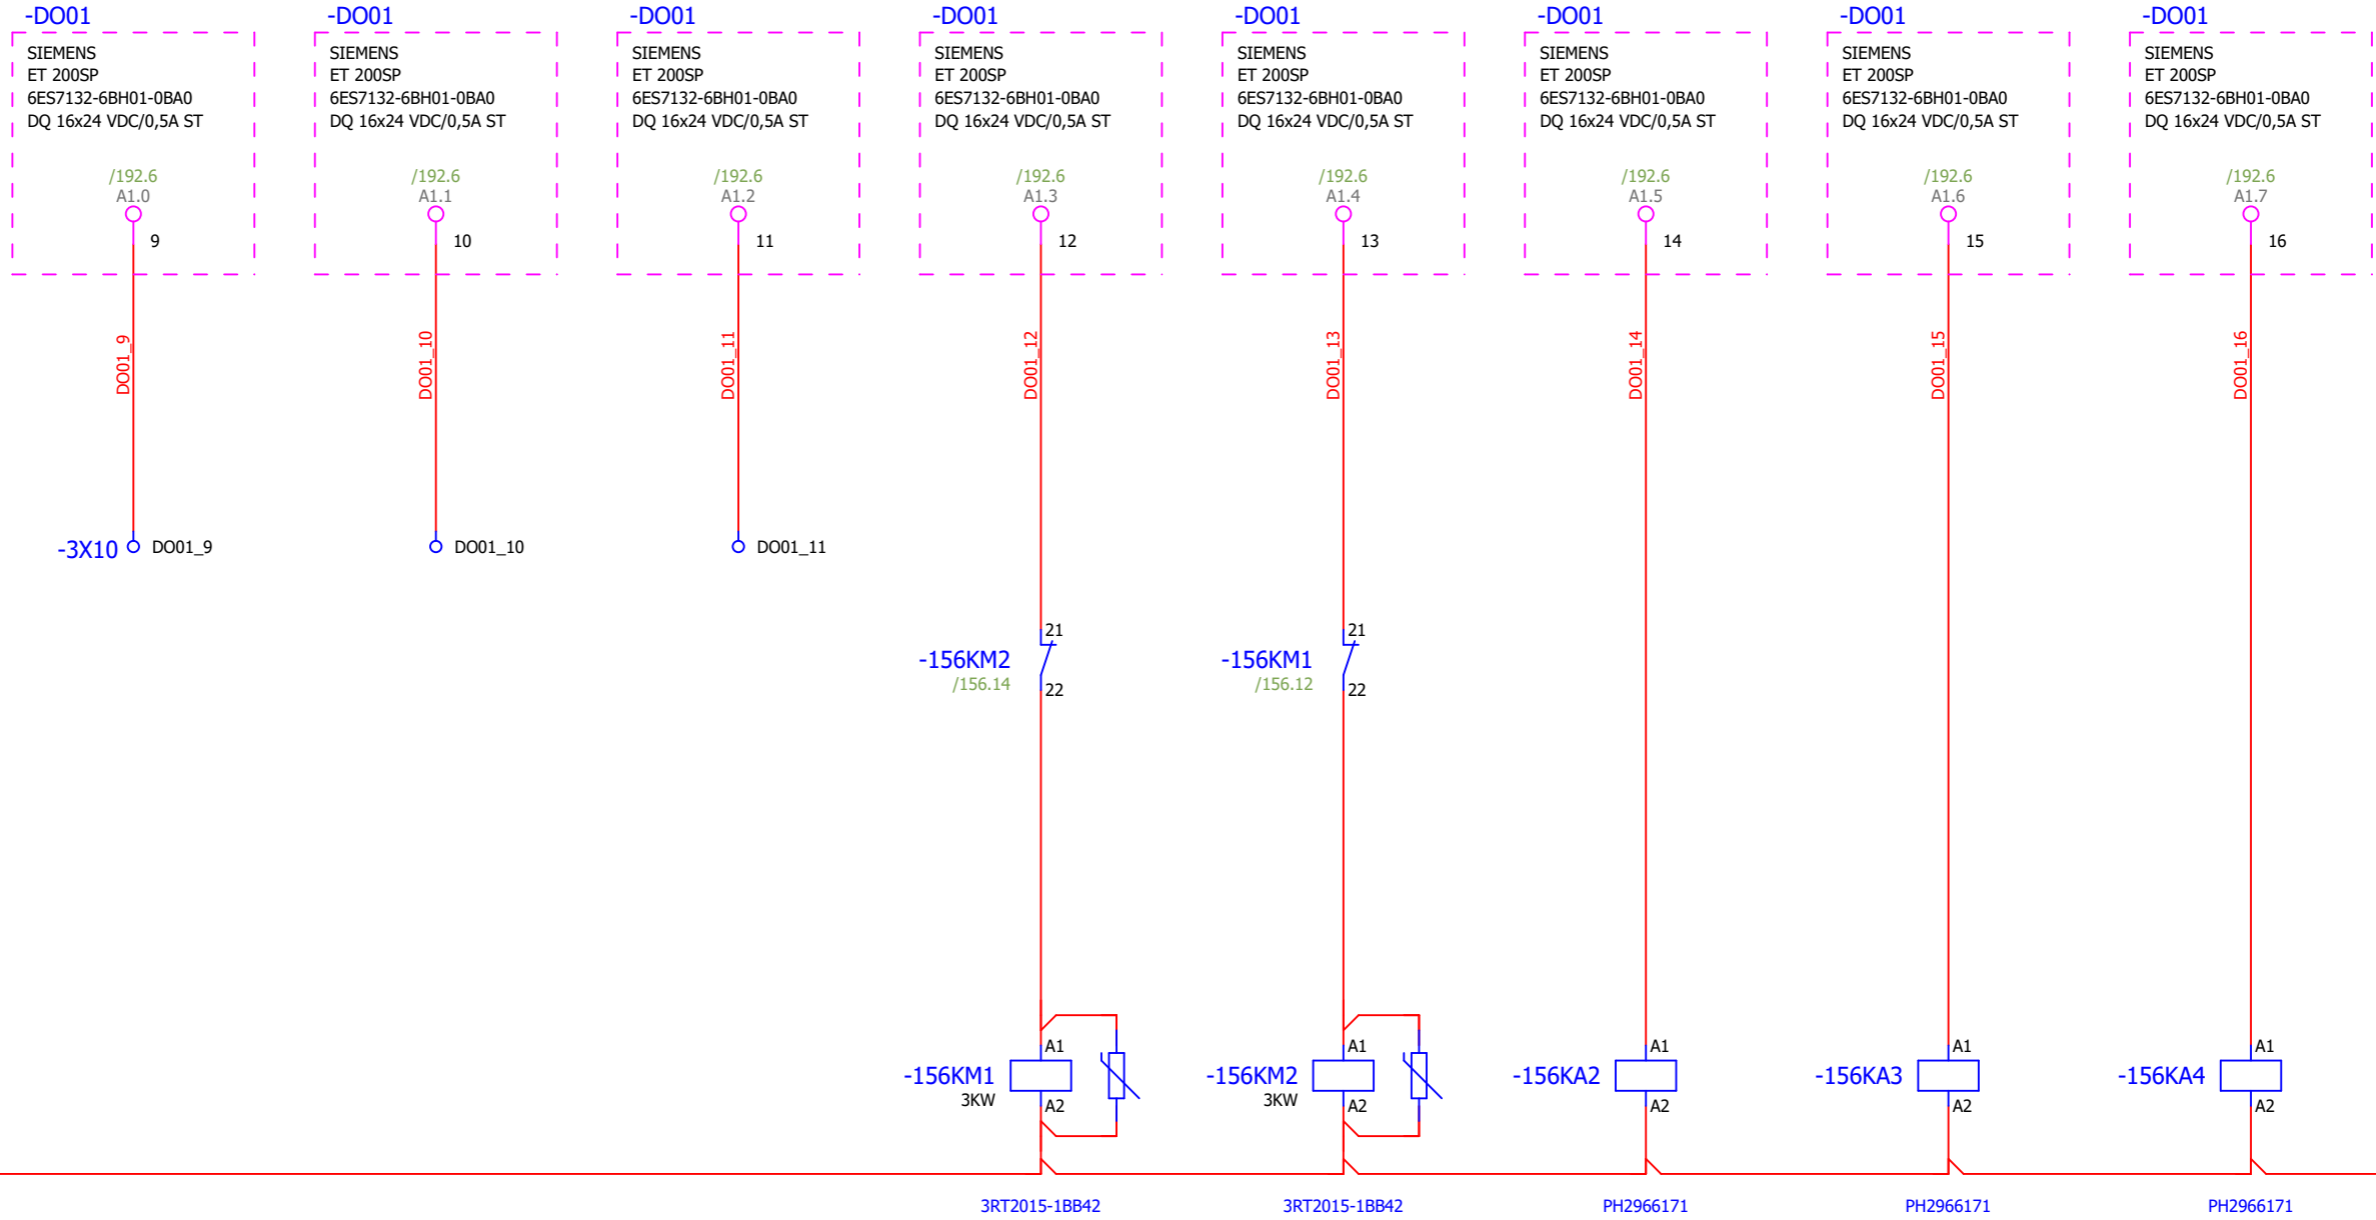 -DO01 -DO01 -DO01 -DO01 -DO01 -DO01 -DO01 -DO01
SIEMENS SIEMENS SIEMENS SIEMENS SIEMENS SIEMENS SIEMENS SIEMENS
ET 200SP ET 200SP ET 200SP ET 200SP ET 200SP ET 200SP ET 200SP ET 200SP
6ES7132-6BH01-0BA0 6ES7132-6BH01-0BA0 6ES7132-6BH01-0BA0 6ES7132-6BH01-0BA0 6ES7132-6BH01-0BA0 6ES7132-6BH01-0BA0 6ES7132-6BH01-0BA0 6ES7132-6BH01-0BA0
DQ 16x24 VDC/0,5A ST DQ 16x24 VDC/0,5A ST DQ 16x24 VDC/0,5A ST DQ 16x24 VDC/0,5A ST DQ 16x24 VDC/0,5A ST DQ 16x24 VDC/0,5A ST DQ 16x24 VDC/0,5A ST DQ 16x24 VDC/0,5A ST
/192.6 /192.6 /192.6 /192.6 /192.6 /192.6 /192.6 /192.6
A1.0 A1.1 A1.2 A1.3 A1.4 A1.5 A1.6 A1.7
9 10 11 12 13 14 15 16
DO01_9 DO01_10 DO01_11 DO01_12 DO01_13 DO01_14 DO01_15 DO01_16
-3X10 DO01_9 DO01_10 DO01_11
21 21
-156KM2 -156KM1
/156.14 /156.12
22 22
A1 A1 A1 A1 A1
-156KM1 -156KM2 -156KA2 -156KA3 -156KA4
3KW 3KW
A2 A2 A2 A2 A2
3RT2015-1BB42 3RT2015-1BB42 PH2966171 PH2966171 PH2966171